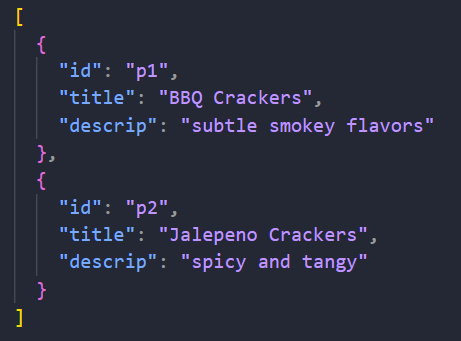 [
  {
    "id": "p1",
    "title": "BBQ Crackers",
    "descrip": "subtle smokey flavors"
  },
  {
    "id": "p2",
    "title": "Jalepeno Crackers",
    "descrip": "spicy and tangy"
  }
]